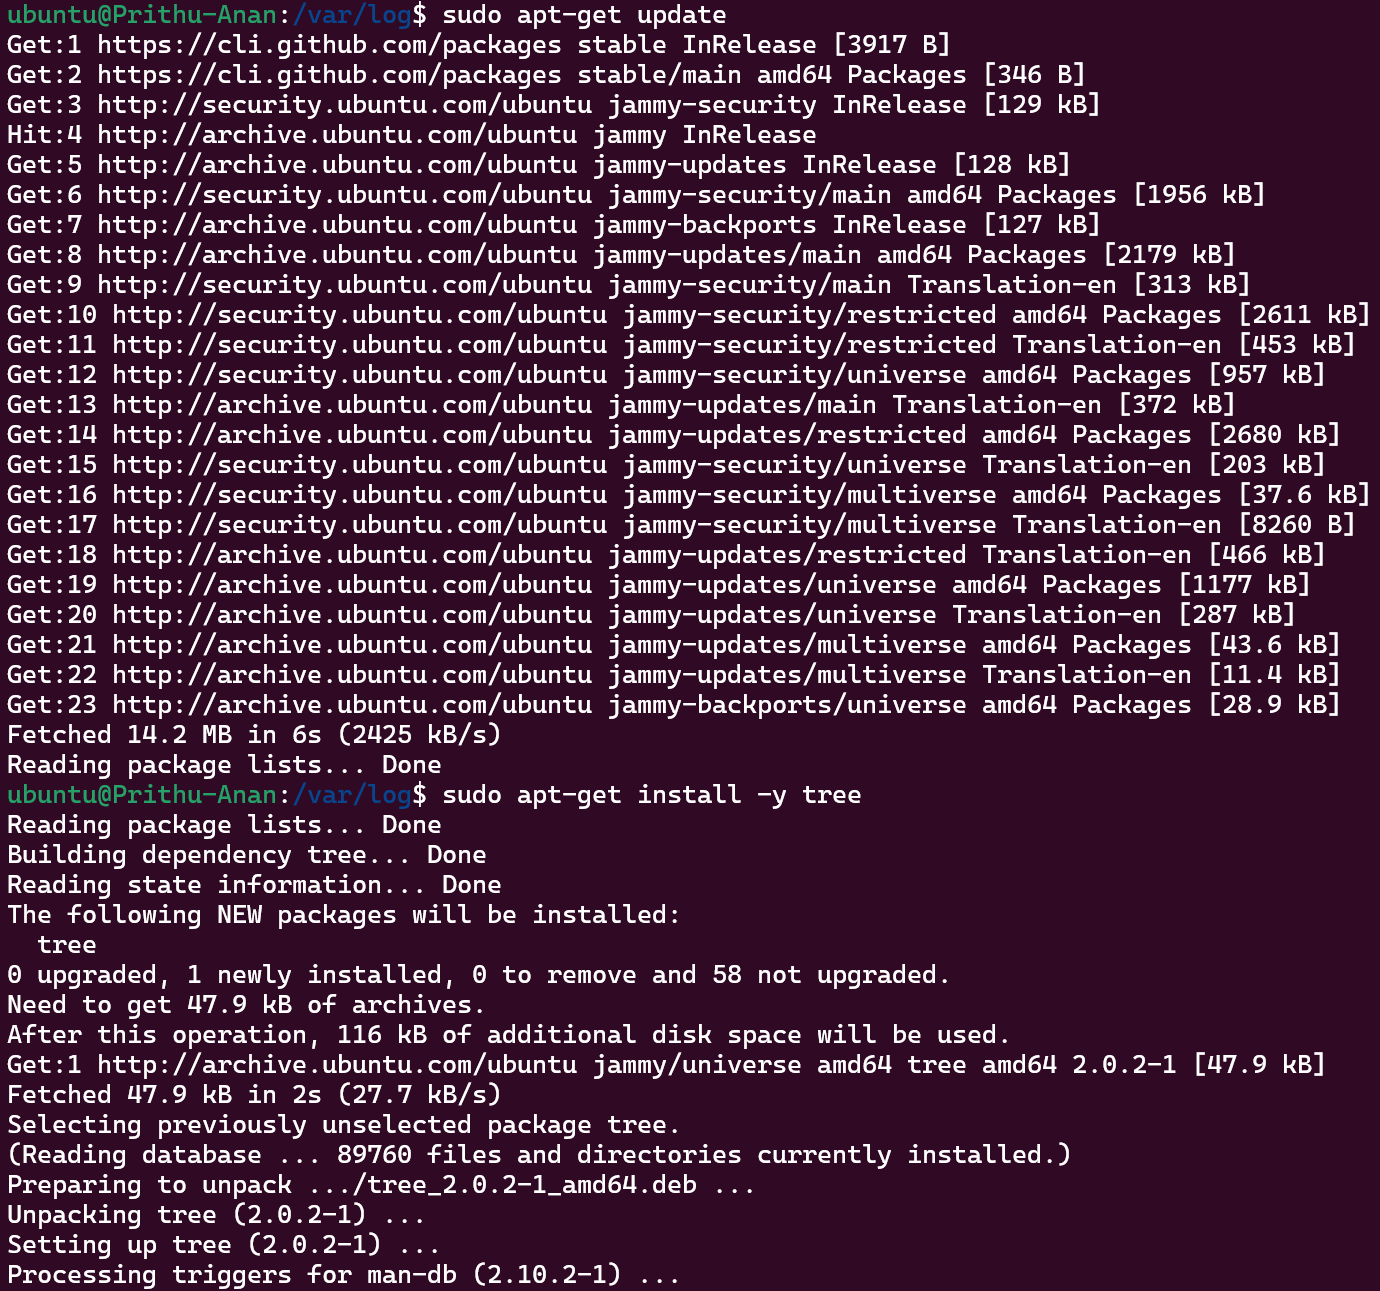 ubuntu@Prithu-Anan:/var/log$ sudo apt-get update
Get:1 https://cli.github.com/packages stable InRelease [3917 B]
Get:2 https://cli.github.com/packages stable/main amd64 Packages [346 B]
Get:3 http://security.ubuntu.com/ubuntu jammy-security InRelease [129 kB]
Hit:4 http://archive.ubuntu.com/ubuntu jammy InRelease
Get:5 http://archive.ubuntu.com/ubuntu jammy-updates InRelease [128 kB]
Get:6 http://security.ubuntu.com/ubuntu jammy-security/main amd64 Packages [1956 kB]
Get:7 http://archive.ubuntu.com/ubuntu jammy-backports InRelease [127 kB]
Get:8 http://archive.ubuntu.com/ubuntu jammy-updates/main amd64 Packages [2179 kB]
Get:9 http://security.ubuntu.com/ubuntu jammy-security/main Translation-en [313 kB]
Get:10 http://security.ubuntu.com/ubuntu jammy-security/restricted amd64 Packages [2611 kB]
Get:11 http://security.ubuntu.com/ubuntu jammy-security/restricted Translation-en [453 kB]
Get:12 http://security.ubuntu.com/ubuntu jammy-security/universe amd64 Packages [957 kB]
Get:13 http://archive.ubuntu.com/ubuntu jammy-updates/main Translation-en [372 kB]
Get:14 http://archive.ubuntu.com/ubuntu jammy-updates/restricted amd64 Packages [2680 kB]
Get:15 http://security.ubuntu.com/ubuntu jammy-security/universe Translation-en [203 kB]
Get:16 http://security.ubuntu.com/ubuntu jammy-security/multiverse amd64 Packages [37.6 kB]
Get:17 http://security.ubuntu.com/ubuntu jammy-security/multiverse Translation-en [8260 B]
Get:18 http://archive.ubuntu.com/ubuntu jammy-updates/restricted Translation-en [466 kB]
Get:19 http://archive.ubuntu.com/ubuntu jammy-updates/universe amd64 Packages [1177 kB]
Get:20 http://archive.ubuntu.com/ubuntu jammy-updates/universe Translation-en [287 kB]
Get:21 http://archive.ubuntu.com/ubuntu jammy-updates/multiverse amd64 Packages [43.6 kB]
Get:22 http://archive.ubuntu.com/ubuntu jammy-updates/multiverse Translation-en [11.4 kB]
Get:23 http://archive.ubuntu.com/ubuntu jammy-backports/universe amd64 Packages [28.9 kB]
Fetched 14.2 MB in 6s (2425 kB/s)
Reading package lists... Done
ubuntu@Prithu-Anan:/var/log$ sudo apt-get install -y tree
Reading package lists... Done
Building dependency tree... Done
Reading state information... Done
The following NEW packages will be installed:
  tree
0 upgraded, 1 newly installed, 0 to remove and 58 not upgraded.
Need to get 47.9 kB of archives.
After this operation, 116 kB of additional disk space will be used.
Get:1 http://archive.ubuntu.com/ubuntu jammy/universe amd64 tree amd64 2.0.2-1 [47.9 kB]
Fetched 47.9 kB in 2s (27.7 kB/s)
Selecting previously unselected package tree.
(Reading database ... 89760 files and directories currently installed.)
Preparing to unpack .../tree_2.0.2-1_amd64.deb ...
Unpacking tree (2.0.2-1) ...
Setting up tree (2.0.2-1) ...
Processing triggers for man-db (2.10.2-1) ...